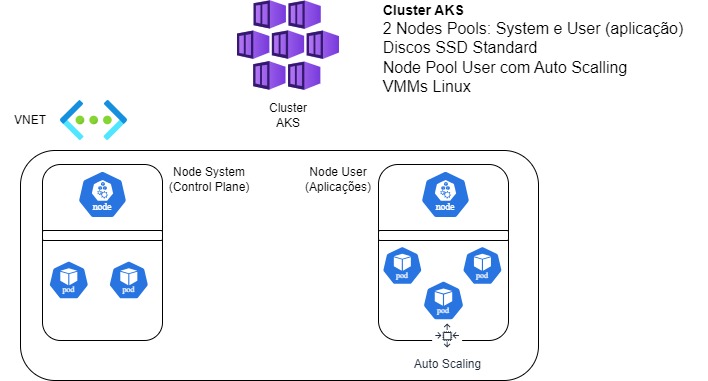 Cluster AKS
2 Nodes Pools: System e User (aplicação)
Discos SSD Standard
Node Pool User com Auto Scalling
VMMs Linux
Cluster
AKS
VNET
Node System
(Control Plane)
Node User
(Aplicações)
node
node
pod
pod
pod
pod
pod
Auto Scaling